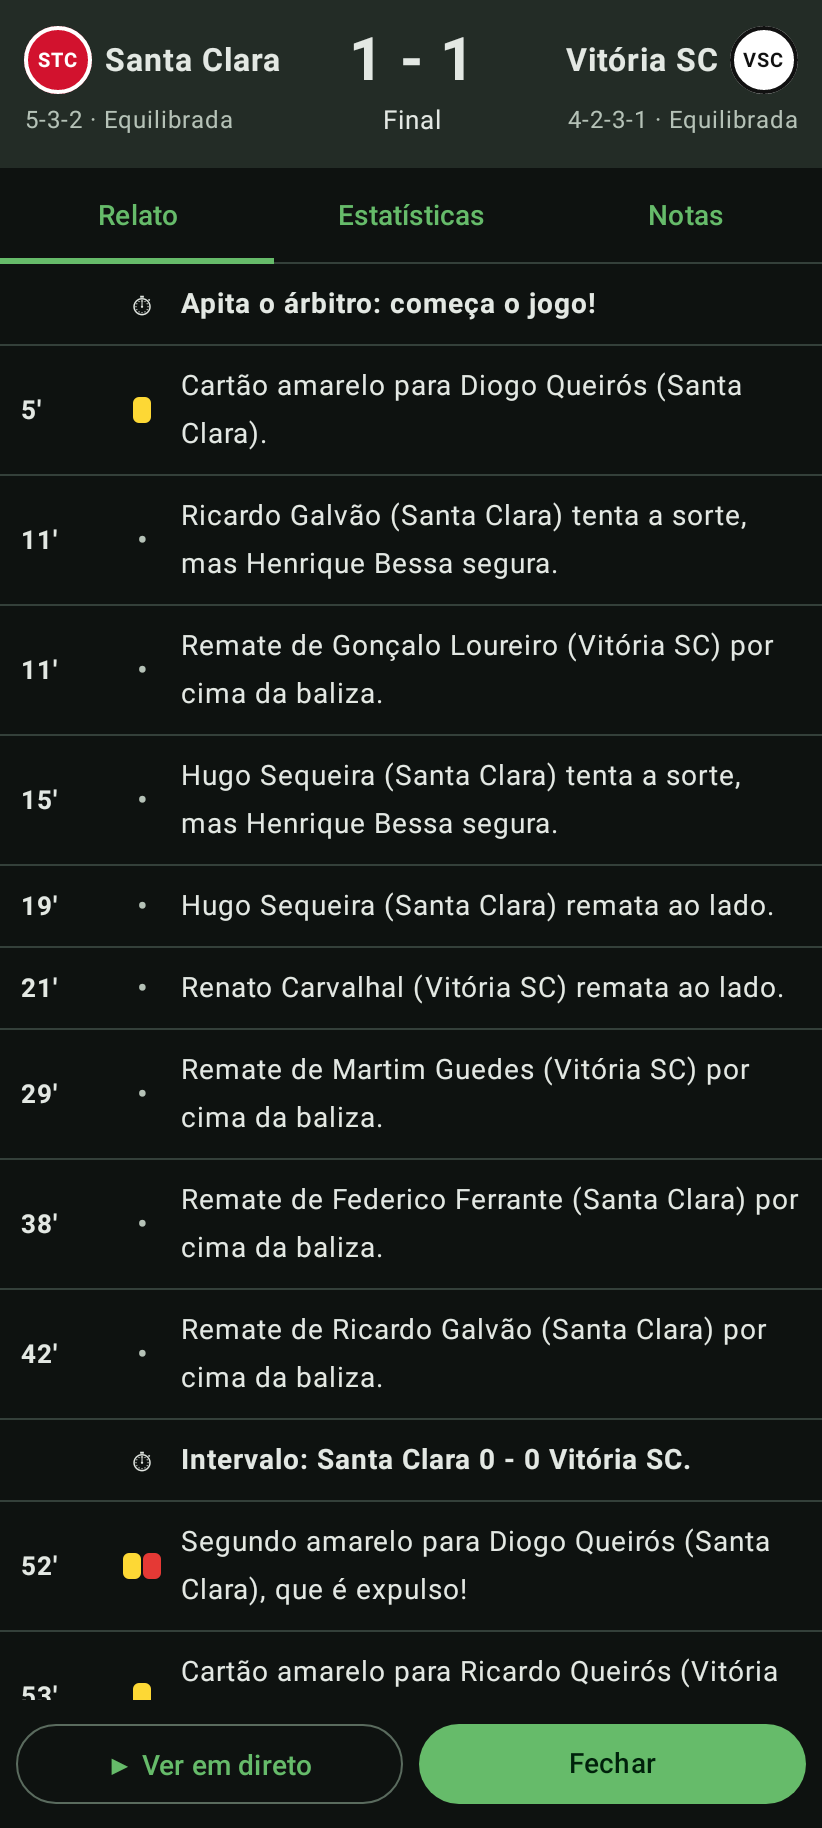 STC Santa Clara 1 - 1 Vitória SC VSC
5-3-2 · Equilibrada Final 4-2-3-1 · Equilibrada
Relato Estatísticas Notas
Apita o árbitro: começa o jogo!
5' Cartão amarelo para Diogo Queirós (Santa
Clara).
11' Ricardo Galvão (Santa Clara) tenta a sorte,
mas Henrique Bessa segura.
11' Remate de Gonçalo Loureiro (Vitória SC) por
cima da baliza.
15' Hugo Sequeira (Santa Clara) tenta a sorte,
mas Henrique Bessa segura.
19' Hugo Sequeira (Santa Clara) remata ao lado.
21' Renato Carvalhal (Vitória SC) remata ao lado.
29' Remate de Martim Guedes (Vitória SC) por
cima da baliza.
38' Remate de Federico Ferrante (Santa Clara) por
cima da baliza.
42' Remate de Ricardo Galvão (Santa Clara) por
cima da baliza.
Intervalo: Santa Clara 0 - 0 Vitória SC.
52' Segundo amarelo para Diogo Queirós (Santa
Clara), que é expulso!
53' Cartão amarelo para Ricardo Queirós (Vitória
► Ver em direto Fechar